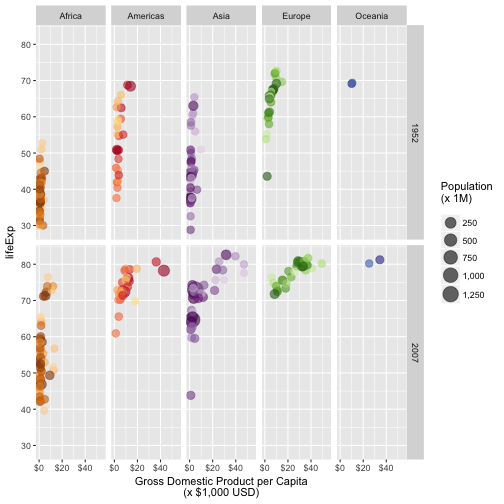 Africa Americas Asia Europe Oceania
80
70
60
50
40
30
1952
lifeExp
80
70
60
50
40
30
2007
$0 $20 $40 $0 $20 $40 $0 $20 $40 $0 $20 $40 $0 $20 $40
Gross Domestic Product per Capita
(x $1,000 USD)
Population
(x 1M)
250
500
750
1,000
1,250